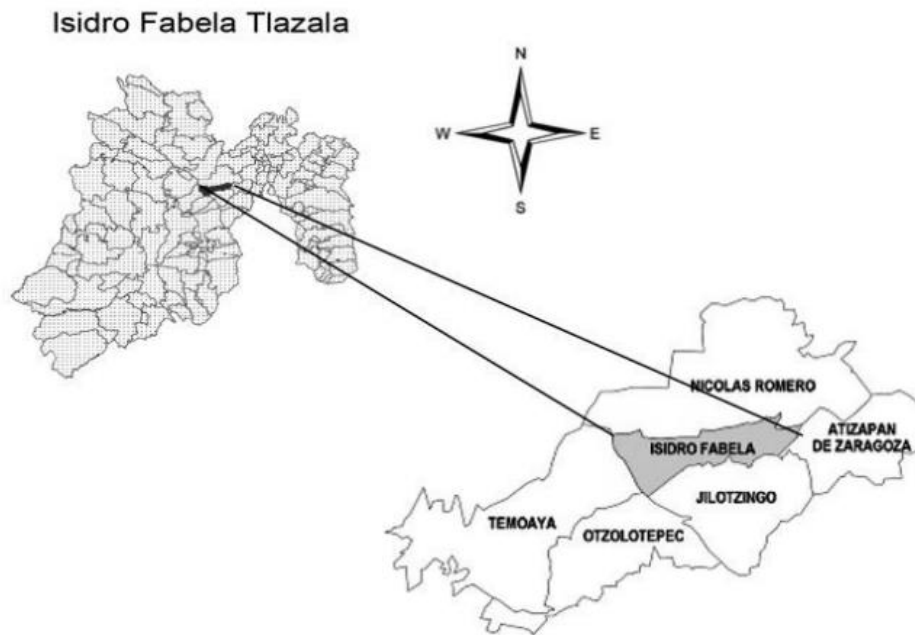 Isidro Fabela Tlazala
N
W
E
S
NICOLAS ROMERO
ISIDRO FABELA
ATIZAPAN
DE ZARAGOZA
JILOTZINGO
TEMOAYA
OTZOLOTEPEC